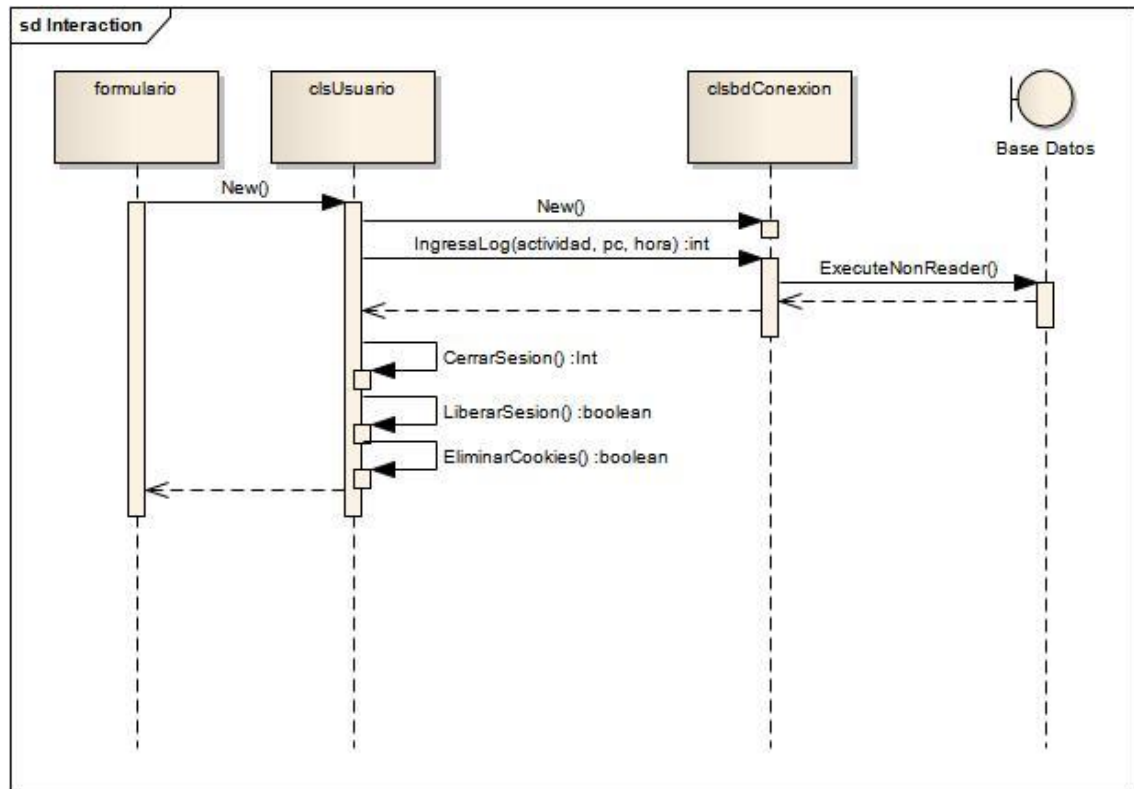 sd Interaction
formulario
clsUsuario
clsbdConexion
Base Datos
New()
New()
IngresaLog(actividad, pc, hora) :int
ExecuteNonReader()
CerrarSesion() :Int
LiberarSesion() :boolean
EliminarCookies() :boolean